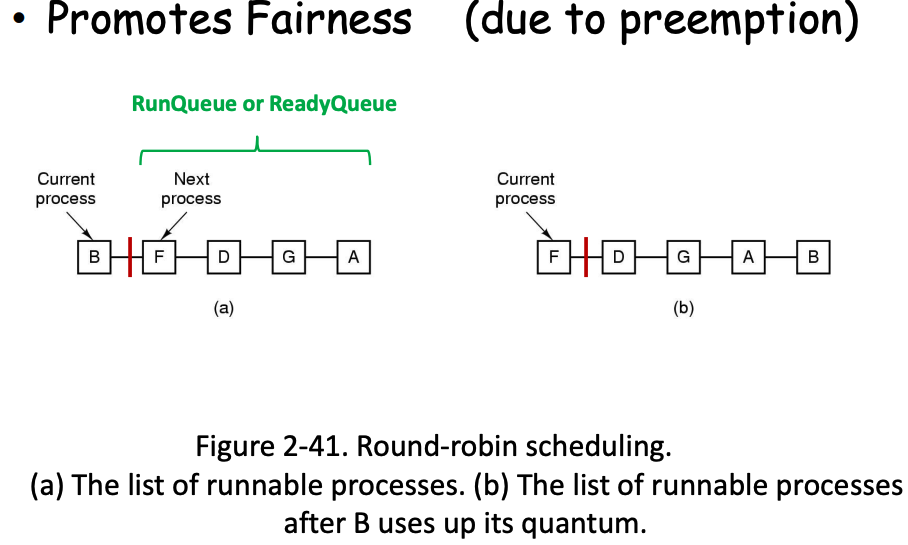 • Promotes Fairness (due to preemption)
RunQueue or ReadyQueue
Current
process
Next
process
B F D G A
(a)
Current
process
F D G A B
(b)
Figure 2-41. Round-robin scheduling.
(a) The list of runnable processes. (b) The list of runnable processes
after B uses up its quantum.